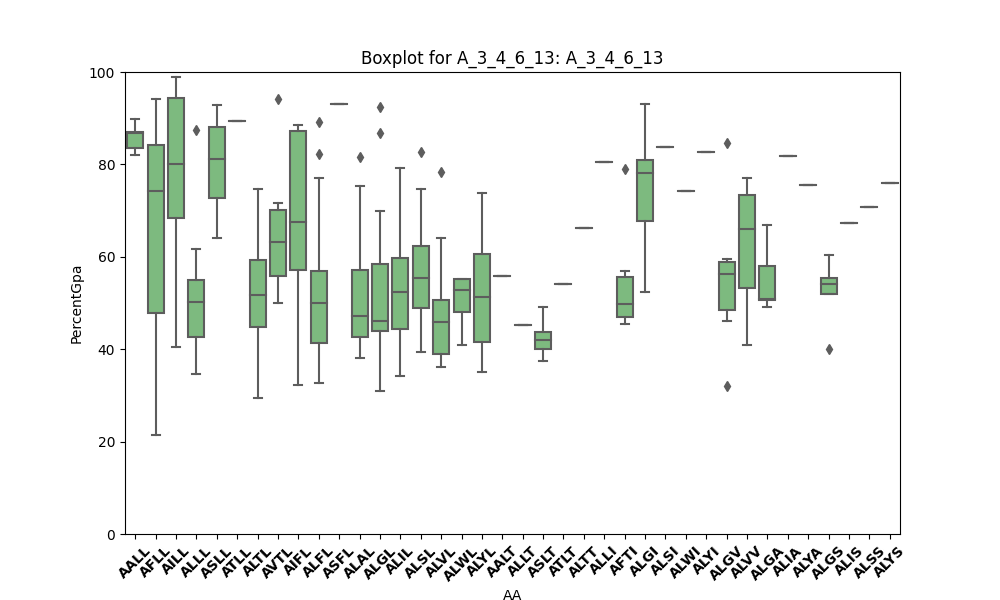 Boxplot for A_3_4_6_13: A_3_4_6_13
PercentGpa
100
80
60
40
20
0
AALL
AFLL
AILL
ALLL
ASLL
ATLL
ALTL
AVTL
AIFL
ALFL
ASFL
ALAL
ALGL
ALIL
ALSL
ALVL
ALWL
ALYL
AALT
ALLT
ASLT
ATLT
ALTT
ALLI
AFTI
ALGI
ALSI
ALWI
ALYI
ALGV
ALVV
ALGA
ALIA
ALYA
ALGS
ALIS
ALSS
ALYS
AA